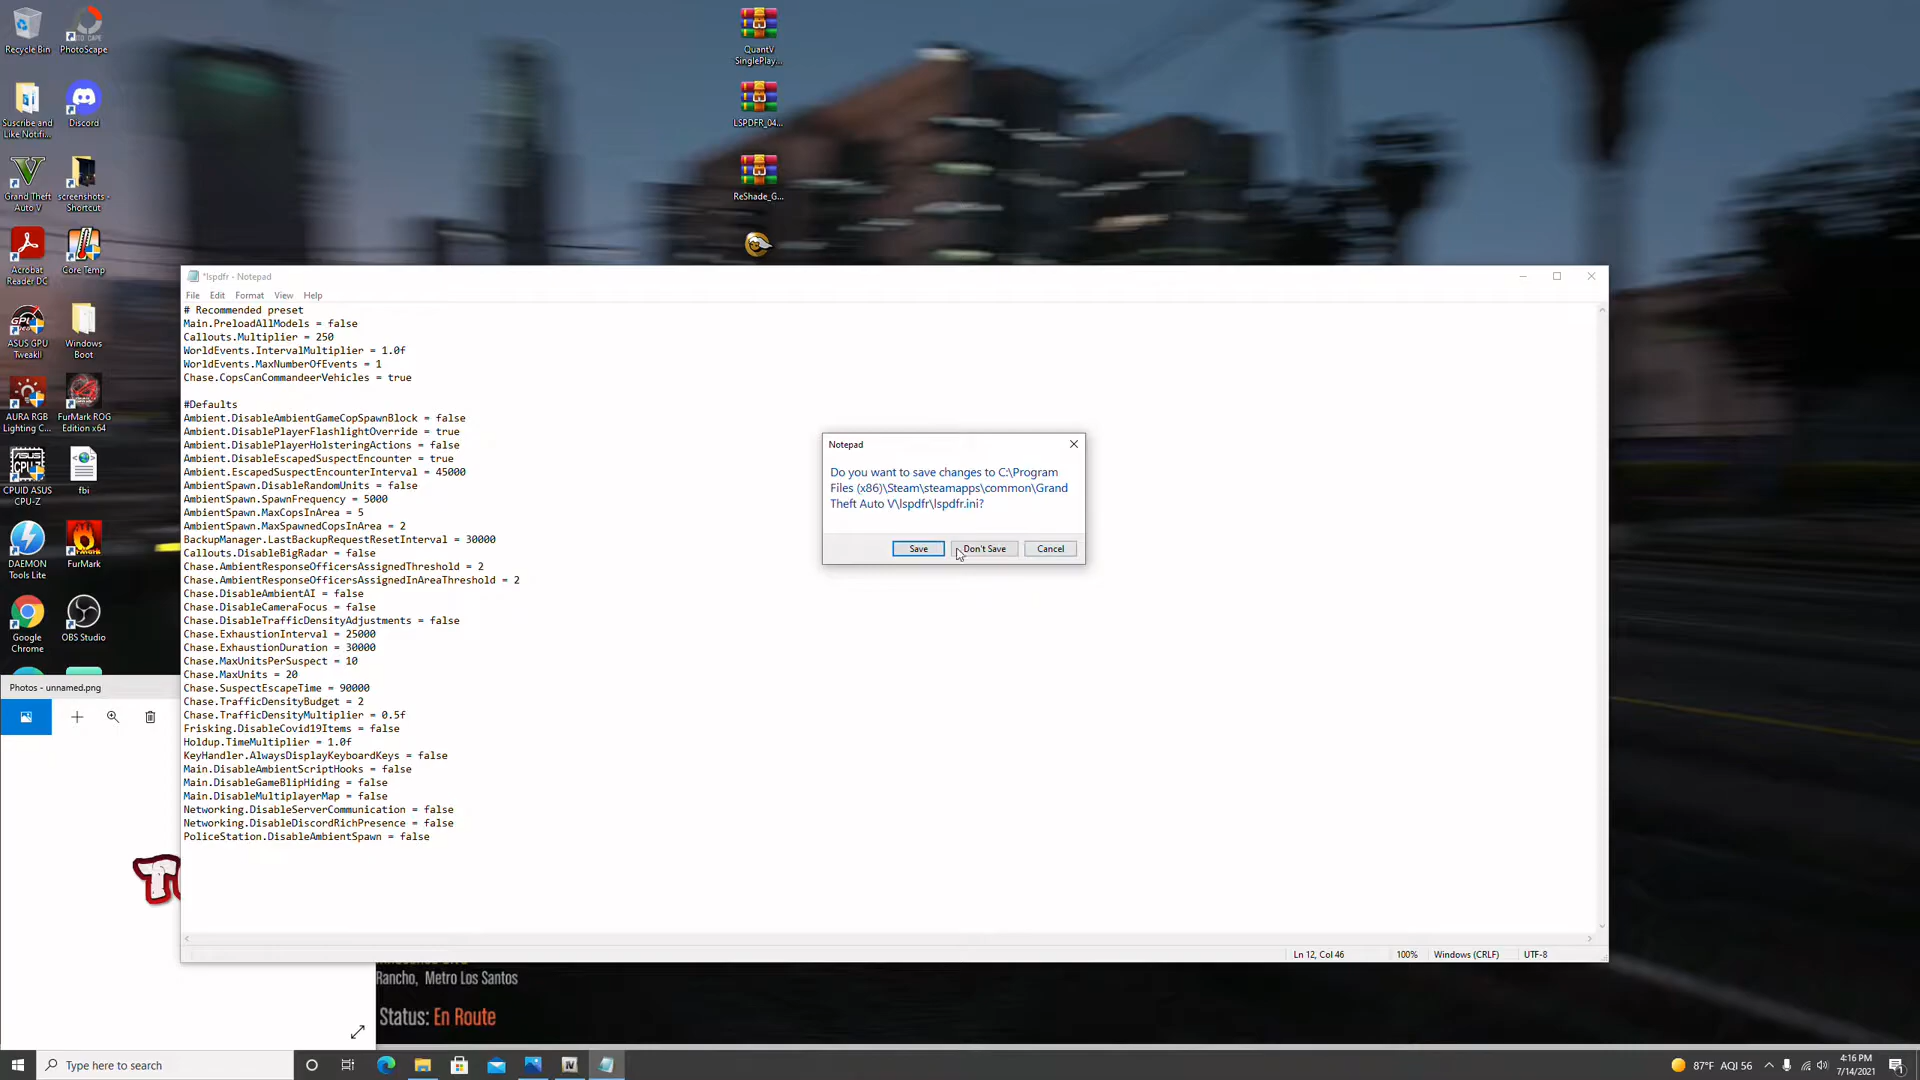 Recycle Bin
PhotoScape
Suscribe and
Like Notifi...
Discord
Grand Theft
Auto V
screenshots -
Shortcut
Acrobat
Reader DC
Core Temp
ASUS GPU
TweakII
Windows
Boot
AURA RGB
Lighting C...
FurMark ROG
Edition x64
CPUID ASUS
CPU-Z
fbi
DAEMON
Tools Lite
FurMark
Google
Chrome
OBS Studio
QuantV
SinglePlay...
LSPDFR_04...
ReShade_G...
*lspdfr - Notepad
File Edit Format View Help
# Recommended preset
Main.PreloadAllModels = false
Callouts.Multiplier = 250
WorldEvents.IntervalMultiplier = 1.0f
WorldEvents.MaxNumberOfEvents = 1
Chase.CopsCanCommandeerVehicles = true
#Defaults
Ambient.DisableAmbientGameCopSpawnBlock = false
Ambient.DisablePlayerFlashlightOverride = true
Ambient.DisablePlayerHolsteringActions = false
Ambient.DisableEscapedSuspectEncounter = true
Ambient.EscapedSuspectEncounterInterval = 45000
AmbientSpawn.DisableRandomUnits = false
AmbientSpawn.SpawnFrequency = 5000
AmbientSpawn.MaxCopsInArea = 5
AmbientSpawn.MaxSpawnedCopsInArea = 2
BackupManager.LastBackupRequestResetInterval = 30000
Callouts.DisableBigRadar = false
Chase.AmbientResponseOfficersAssignedThreshold = 2
Chase.AmbientResponseOfficersAssignedInAreaThreshold = 2
Chase.DisableAmbientAI = false
Chase.DisableCameraFocus = false
Chase.DisableTrafficDensityAdjustments = false
Chase.ExhaustionInterval = 25000
Chase.ExhaustionDuration = 30000
Chase.MaxUnitsPerSuspect = 10
Chase.MaxUnits = 20
Chase.SuspectEscapeTime = 90000
Chase.TrafficDensityBudget = 2
Chase.TrafficDensityMultiplier = 0.5f
Frisking.DisableCovid19Items = false
Holdup.TimeMultiplier = 1.0f
KeyHandler.AlwaysDisplayKeyboardKeys = false
Main.DisableAmbientScriptHooks = false
Main.DisableGameBlipHiding = false
Main.DisableMultiplayerMap = false
Networking.DisableServerCommunication = false
Networking.DisableDiscordRichPresence = false
PoliceStation.DisableAmbientSpawn = false
Notepad
Do you want to save changes to C:\Program
Files (x86)\Steam\steamapps\common\Grand
Theft Auto V\lspdfr\lspdfr.ini?
Save Don't Save Cancel
Ln 12, Col 46 100% Windows (CRLF) UTF-8
Photos - unnamed.png
Rancho, Metro Los Santos
Status: En Route
Type here to search
87°F AQI 56
4:16 PM
7/14/2021